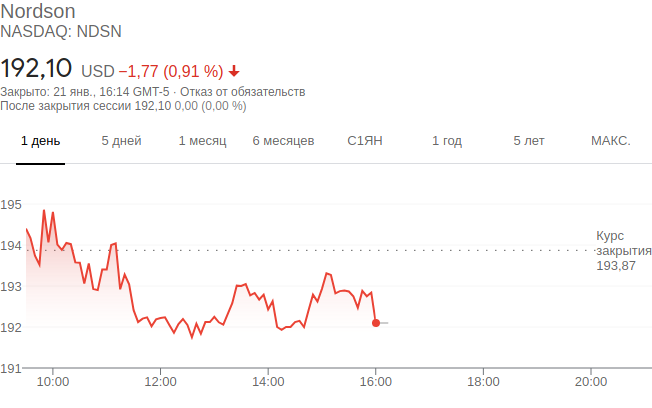 Nordson
NASDAQ: NDSN
192,10 USD −1,77 (0,91 %)
Закрыто: 21 янв., 16:14 GMT-5 · Отказ от обязательств
После закрытия сессии 192,10 0,00 (0,00 %)
1 день 5 дней 1 месяц 6 месяцев С1ЯН 1 год 5 лет МАКС.
195
194
193
192
191
Курс
закрытия
193,87
10:00 12:00 14:00 16:00 18:00 20:00